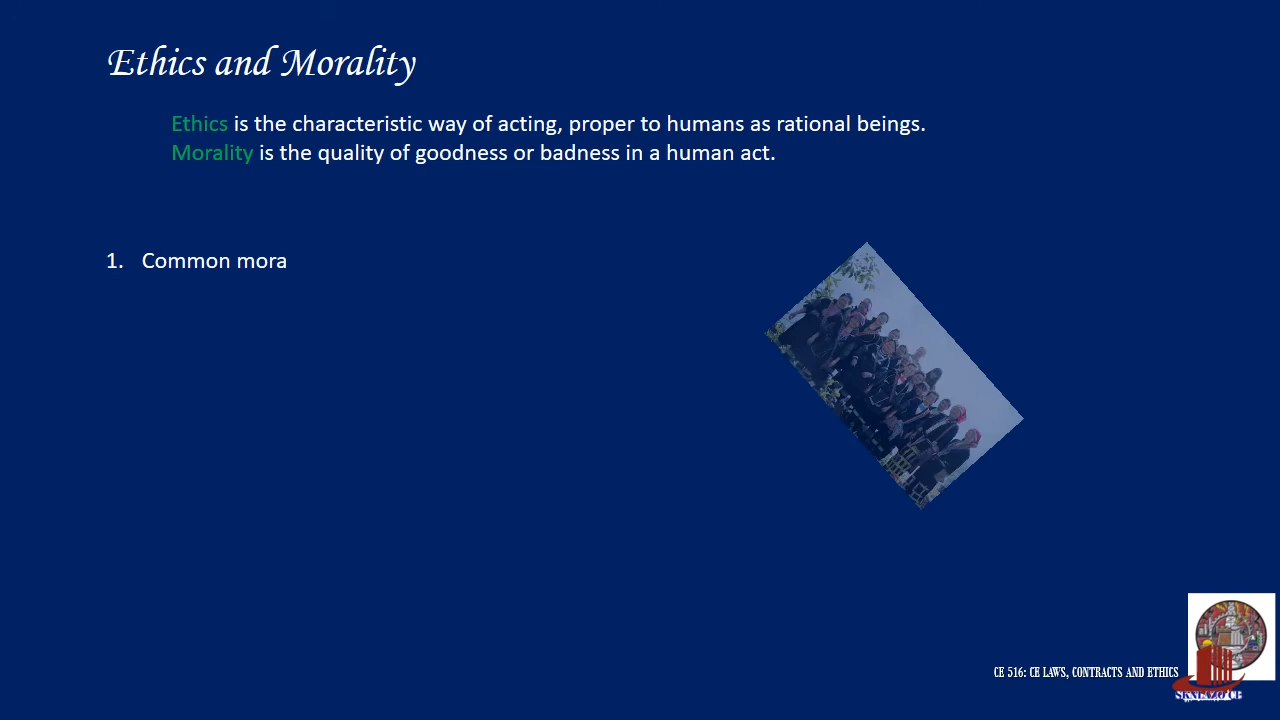 Ethics and Morality
Ethics is the characteristic way of acting, proper to humans as rational beings.
Morality is the quality of goodness or badness in a human act.
1. Common mora
CE 516: CE LAWS, CONTRACTS AND ETHICS